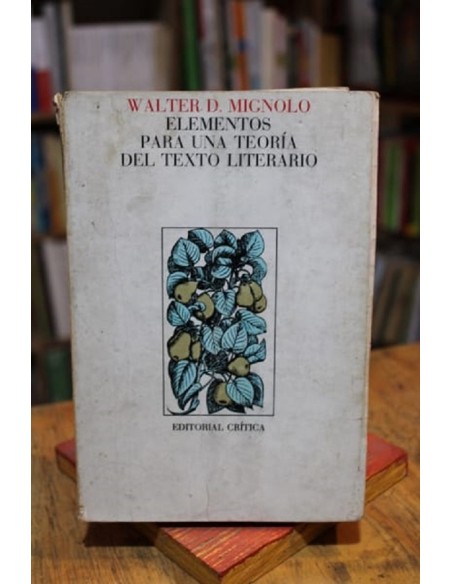 WALTER D. MIGNOLO
ELEMENTOS
PARA UNA TEORÍA
DEL TEXTO LITERARIO
EDITORIAL CRÍTICA